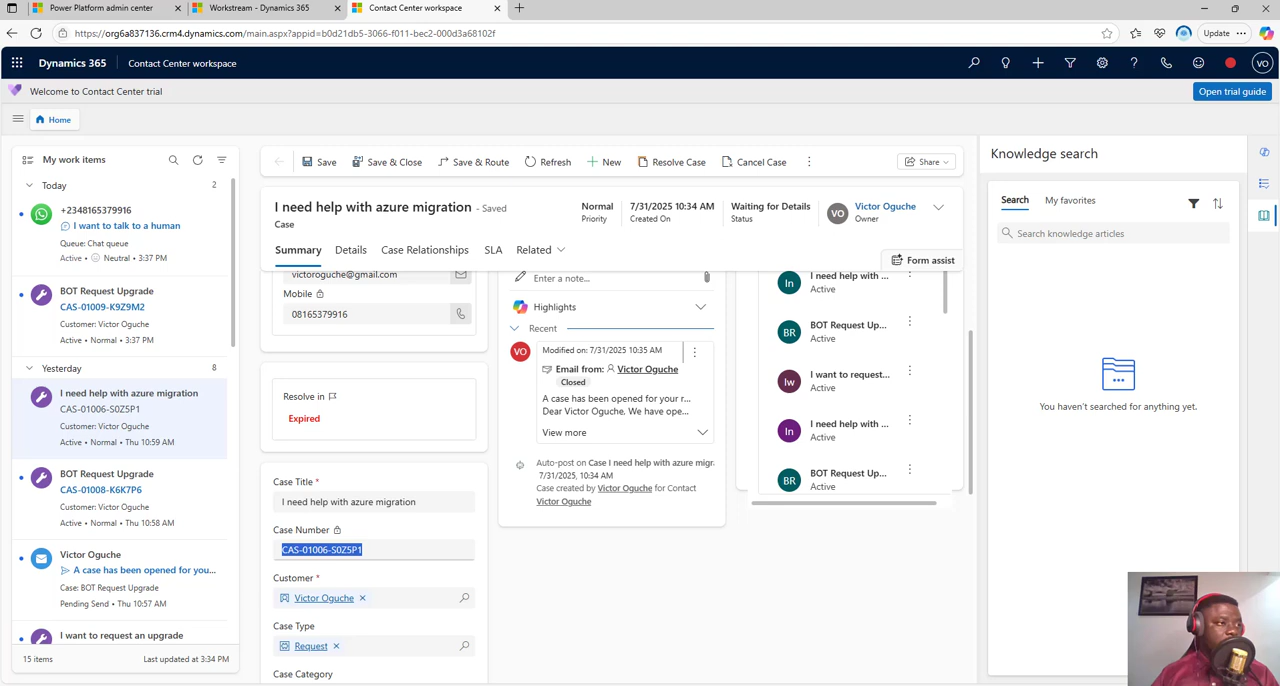 Power Platform admin center
Workstream - Dynamics 365
Contact Center workspace
https://org6a837136.crm4.dynamics.com/main.aspx?appid=b0d21db5-3066-f011-bec2-000d3a68102f
Update
Dynamics 365
Contact Center workspace
VO
Welcome to Contact Center trial
Open trial guide
Home
My work items
Today
2
+2348165379916
I want to talk to a human
Queue: Chat queue
Active • Neutral • 3:37 PM
BOT Request Upgrade
CAS-01009-K9Z9M2
Customer: Victor Oguche
Active • Normal • 3:37 PM
Yesterday
8
I need help with azure migration
CAS-01006-S0Z5P1
Customer: Victor Oguche
Active • Normal • Thu 10:59 AM
BOT Request Upgrade
CAS-01008-K6K7P6
Customer: Victor Oguche
Active • Normal • Thu 10:58 AM
Victor Oguche
A case has been opened for you...
Case: BOT Request Upgrade
Pending Send • Thu 10:57 AM
I want to request an upgrade
15 items
Last updated at 3:34 PM
Save
Save & Close
Save & Route
Refresh
New
Resolve Case
Cancel Case
Share
I need help with azure migration - Saved
Case
Normal
Priority
7/31/2025 10:34 AM
Created On
Waiting for Details
Status
VO
Victor Oguche
Owner
Summary
Details
Case Relationships
SLA
Related
Form assist
victoroguche@gmail.com
Mobile
08165379916
Resolve in
Expired
Case Title *
I need help with azure migration
Case Number
CAS-01006-S0Z5P1
Customer *
Victor Oguche
Case Type
Request
Case Category
Enter a note...
Highlights
Recent
VO
Modified on: 7/31/2025 10:35 AM
Email from: Victor Oguche
Closed
A case has been opened for your r...
Dear Victor Oguche, We have ope...
View more
Auto-post on Case I need help with azure migr
7/31/2025, 10:34 AM
Case created by Victor Oguche for Contact
Victor Oguche
In
I need help with ...
Active
BR
BOT Request Up...
Active
Iw
I want to request...
Active
In
I need help with ...
Active
BR
BOT Request Up...
Active
Knowledge search
Search
My favorites
Search knowledge articles
You haven't searched for anything yet.